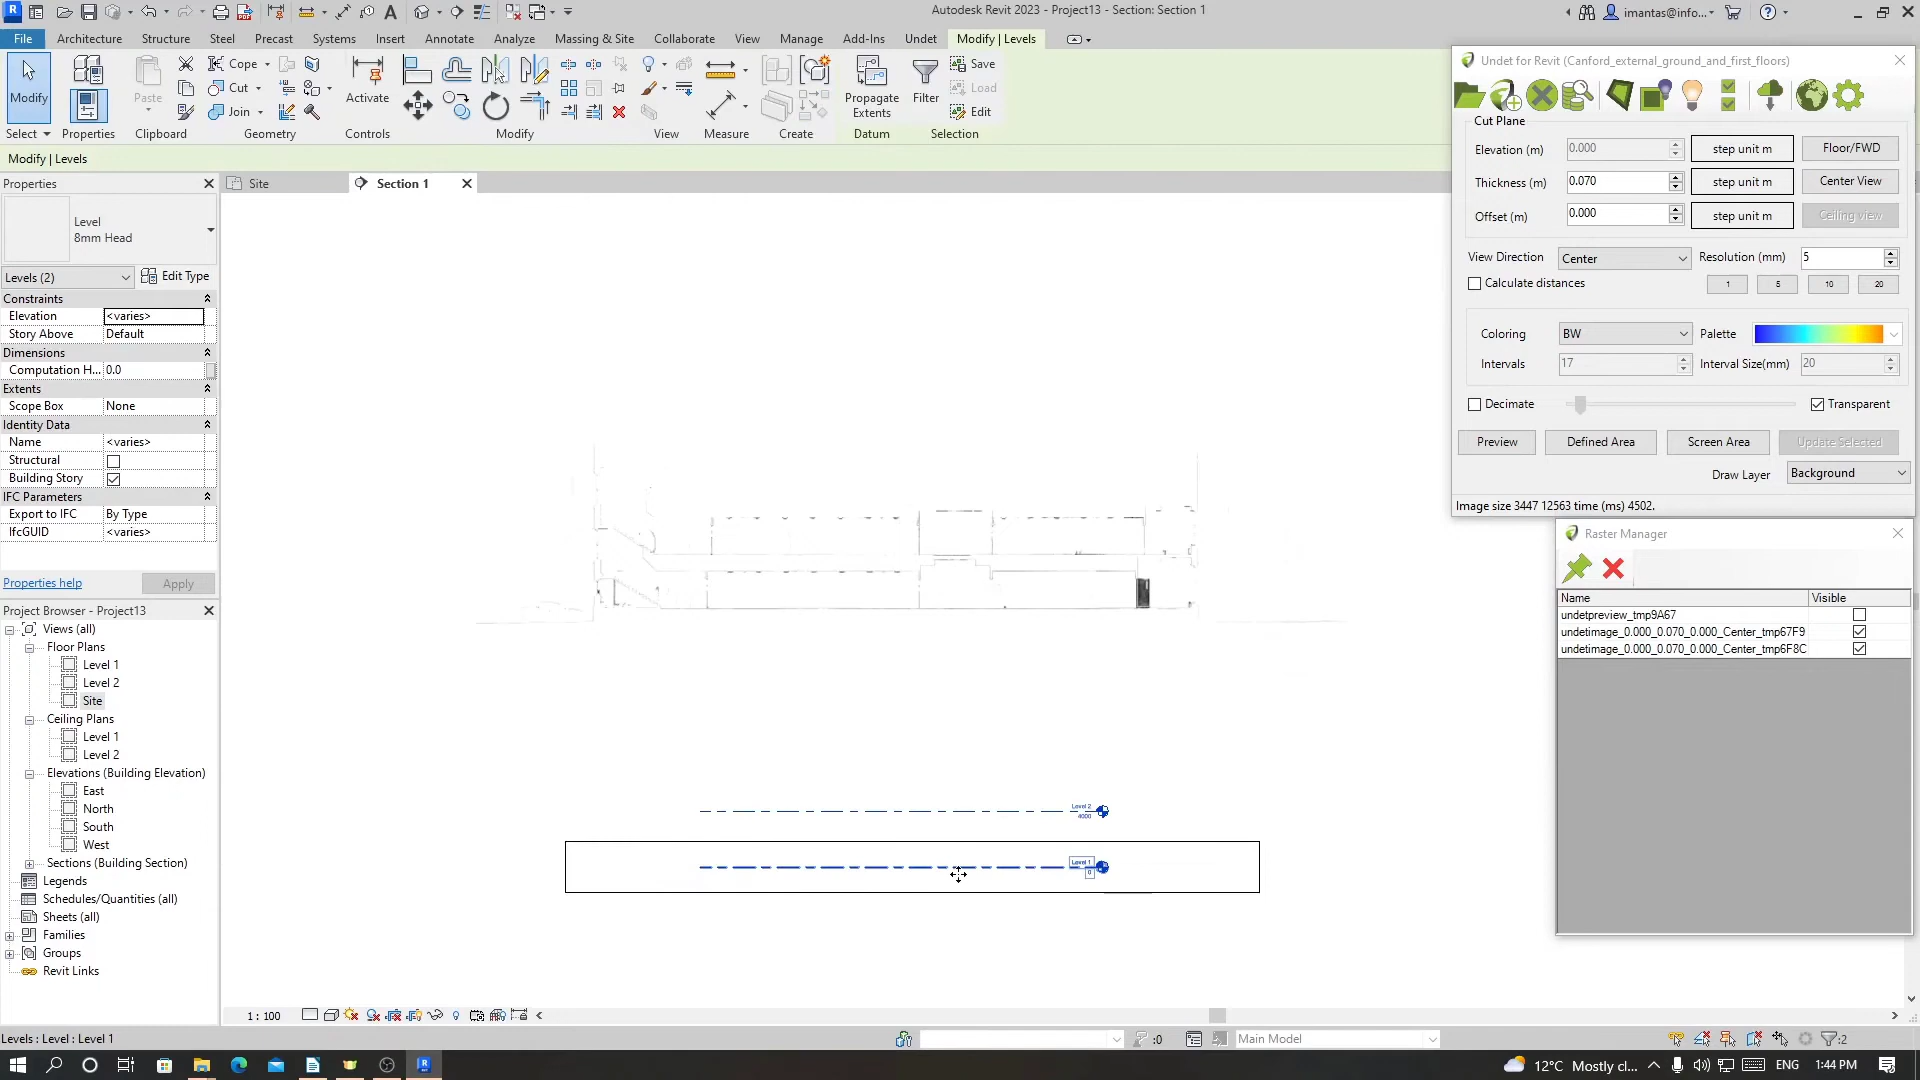 Autodesk Revit 2023 - Project13 - Section: Section 1
imantas@info...
File Architecture Structure Steel Precast Systems Insert Annotate Analyze Massing & Site Collaborate View Manage Add-Ins Undet Modify | Levels
Modify
Select
Properties
Paste
Clipboard
Cope
Cut
Join
Geometry
Activate
Controls
Modify
View
Measure
Create
Propagate
Extents
Datum
Filter
Save
Load
Edit
Selection
Modify | Levels
Properties
Level
8mm Head
Levels (2)
Edit Type
Constraints
Elevation <varies>
Story Above Default
Dimensions
Computation H... 0.0
Extents
Scope Box None
Identity Data
Name <varies>
Structural
Building Story
IFC Parameters
Export to IFC By Type
IfcGUID <varies>
Properties help
Apply
Project Browser - Project13
Views (all)
Floor Plans
Level 1
Level 2
Site
Ceiling Plans
Level 1
Level 2
Elevations (Building Elevation)
East
North
South
West
Sections (Building Section)
Legends
Schedules/Quantities (all)
Sheets (all)
Families
Groups
Revit Links
Site
Section 1
Level 2
4000
Level 1
0
1 : 100
Undet for Revit (Canford_external_ground_and_first_floors)
Cut Plane
Elevation (m) 0.000 step unit m Floor/FWD
Thickness (m) 0.070 step unit m Center View
Offset (m) 0.000 step unit m Ceiling view
View Direction Center Resolution (mm) 5
Calculate distances 1 5 10 20
Coloring BW Palette
Intervals 17 Interval Size(mm) 20
Decimate Transparent
Preview Defined Area Screen Area Update Selected
Draw Layer Background
Image size 3447 12563 time (ms) 4502.
Raster Manager
Name Visible
undetpreview_tmp9A67
undetimage_0.000_0.070_0.000_Center_tmp67F9
undetimage_0.000_0.070_0.000_Center_tmp6F8C
Levels : Level : Level 1
:0
Main Model
:2
12°C Mostly cl...
ENG
1:44 PM